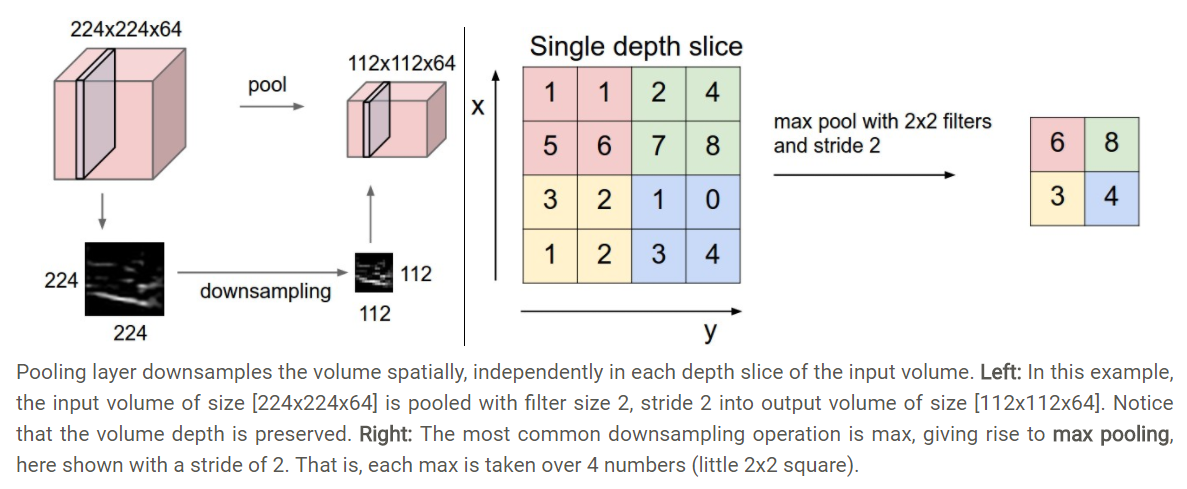 224x224x64
pool
112x112x64
224
224
downsampling
112
112
Single depth slice
x
1 1 2 4
5 6 7 8
3 2 1 0
1 2 3 4
y
max pool with 2x2 filters
and stride 2
6 8
3 4
Pooling layer downsamples the volume spatially, independently in each depth slice of the input volume. Left: In this example,
the input volume of size [224x224x64] is pooled with filter size 2, stride 2 into output volume of size [112x112x64]. Notice
that the volume depth is preserved. Right: The most common downsampling operation is max, giving rise to max pooling,
here shown with a stride of 2. That is, each max is taken over 4 numbers (little 2x2 square).